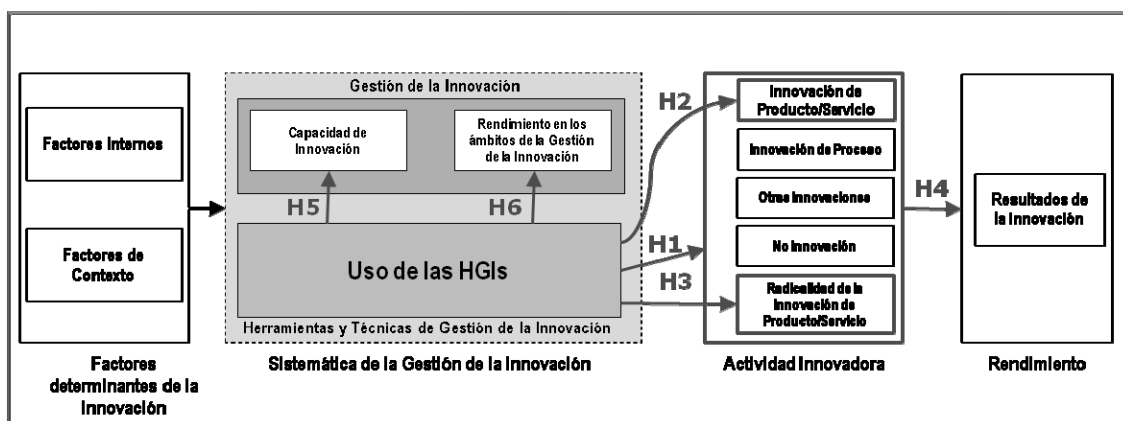 Factores Internos
Factores de
Contexto
Factores
determinantes de la
Innovación
Gestión de la Innovación
Capacidad de
Innovación
Rendimiento en los
ámbitos de la Gestión
de la Innovación
H5
H6
Uso de las HGIs
Herramientas y Técnicas de Gestión de la Innovación
Sistemática de la Gestión de la Innovación
H2
H1
H3
Innovación de
Producto/Servicio
Innovación de Proceso
Otras Innovaciones
No Innovación
Radicalidad de la
Innovación de
Producto/Servicio
Actividad Innovadora
H4
Resultados de
la Innovación
Rendimiento